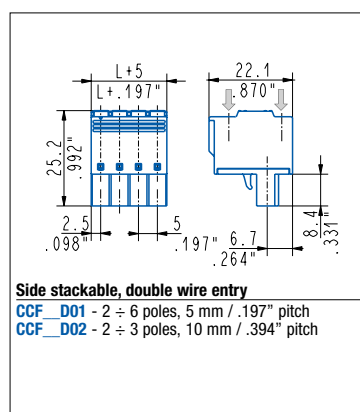 L+5
L+.197"
22.1
.870"
25.2
.992"
2.5
.098"
5
.197"
6.7
.264"
8.4
.331"
Side stackable, double wire entry
CCF__D01 - 2 ÷ 6 poles, 5 mm / .197” pitch
CCF__D02 - 2 ÷ 3 poles, 10 mm / .394” pitch